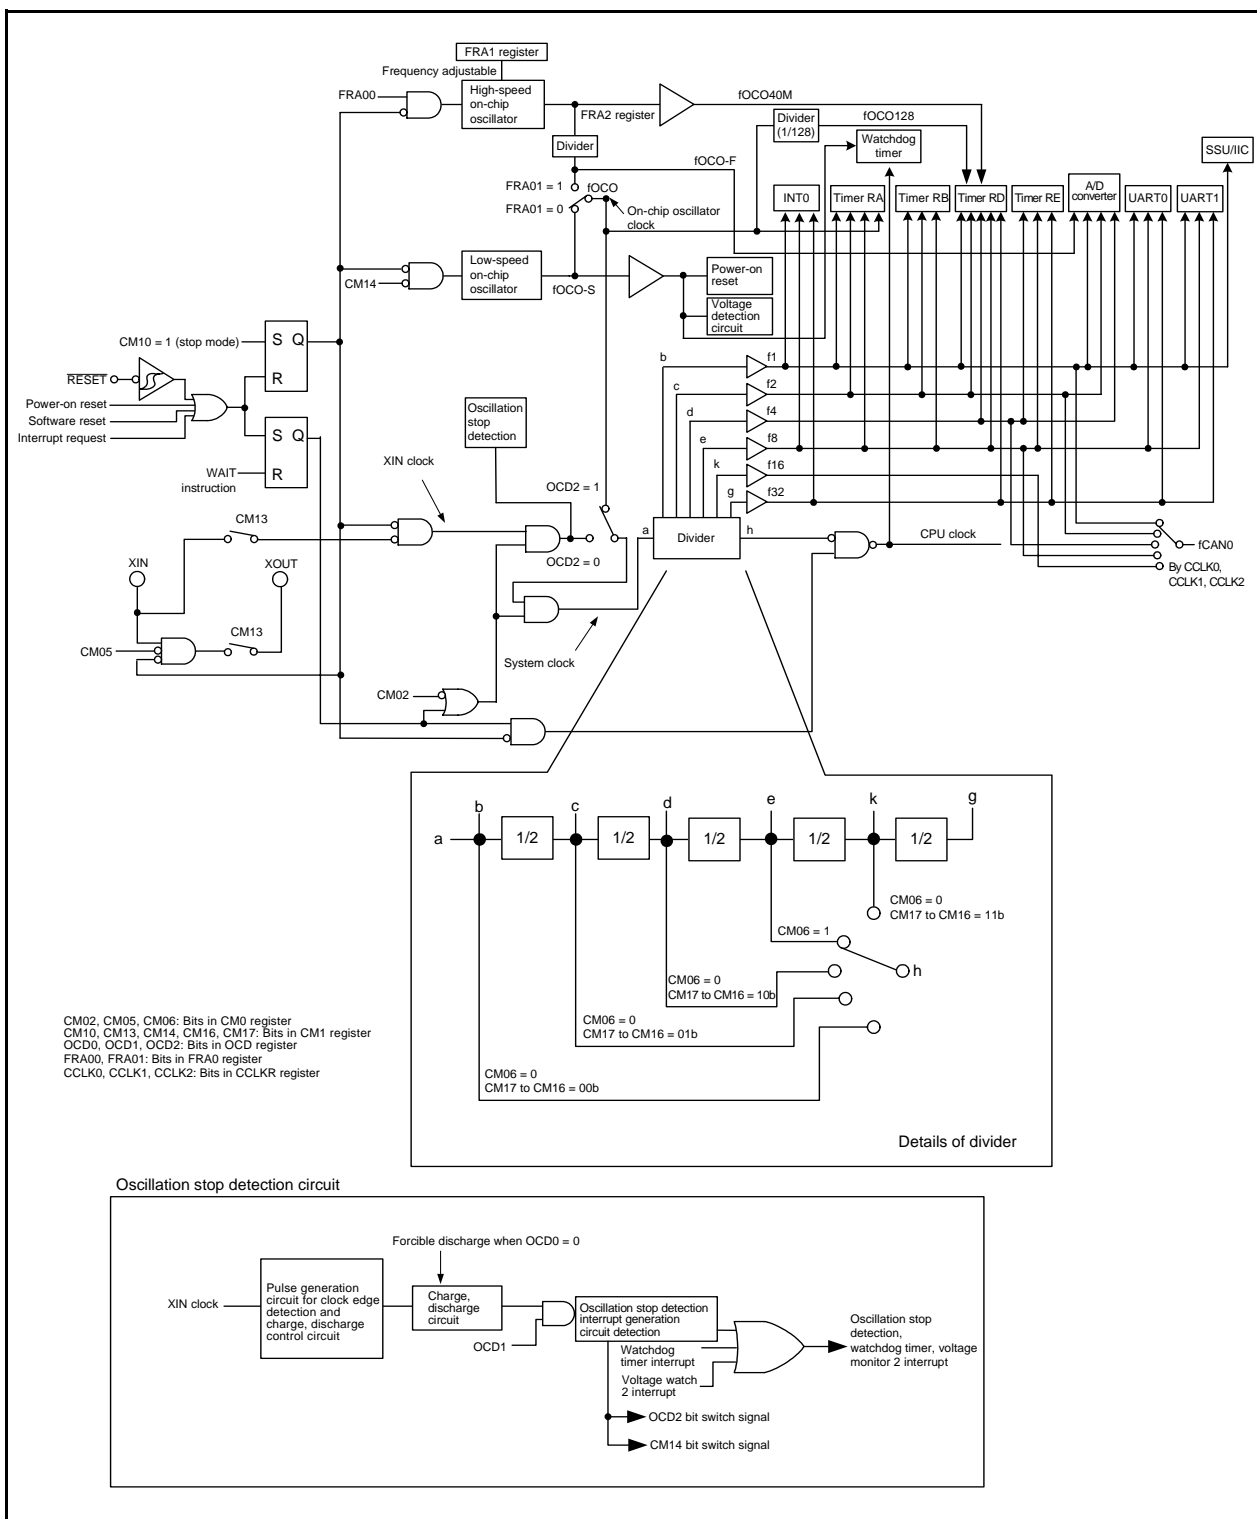 FRA1 register
Frequency adjustable
FRA00
High-speed
on-chip
oscillator
FRA2 register
fOCO40M
Divider
(1/128)
fOCO128
Watchdog
timer
SSU/IIC
Divider
fOCO-F
FRA01 = 1
fOCO
FRA01 = 0
On-chip oscillator
clock
INT0
Timer RA
Timer RB
Timer RD
Timer RE
A/D
converter
UART0
UART1
CM14
Low-speed
on-chip
oscillator
fOCO-S
Power-on
reset
Voltage
detection
circuit
CM10 = 1 (stop mode)
S Q
R
RESET
Power-on reset
Software reset
Interrupt request
S Q
R
WAIT
instruction
b
f1
c
f2
d
f4
e
f8
k
f16
g
f32
Oscillation
stop
detection
XIN clock
OCD2 = 1
OCD2 = 0
a
Divider
h
CPU clock
fCAN0
By CCLK0,
CCLK1, CCLK2
CM13
XIN
XOUT
CM13
CM05
System clock
CM02
b
c
d
e
k
g
a
1/2
1/2
1/2
1/2
1/2
CM06 = 0
CM17 to CM16 = 11b
CM06 = 1
h
CM06 = 0
CM17 to CM16 = 10b
CM06 = 0
CM17 to CM16 = 01b
CM06 = 0
CM17 to CM16 = 00b
Details of divider
CM02, CM05, CM06: Bits in CM0 register
CM10, CM13, CM14, CM16, CM17: Bits in CM1 register
OCD0, OCD1, OCD2: Bits in OCD register
FRA00, FRA01: Bits in FRA0 register
CCLK0, CCLK1, CCLK2: Bits in CCLKR register
Oscillation stop detection circuit
Forcible discharge when OCD0 = 0
XIN clock
Pulse generation
circuit for clock edge
detection and
charge, discharge
control circuit
Charge,
discharge
circuit
OCD1
Oscillation stop detection
interrupt generation
circuit detection
Watchdog
timer interrupt
Voltage watch
2 interrupt
Oscillation stop
detection,
watchdog timer, voltage
monitor 2 interrupt
OCD2 bit switch signal
CM14 bit switch signal